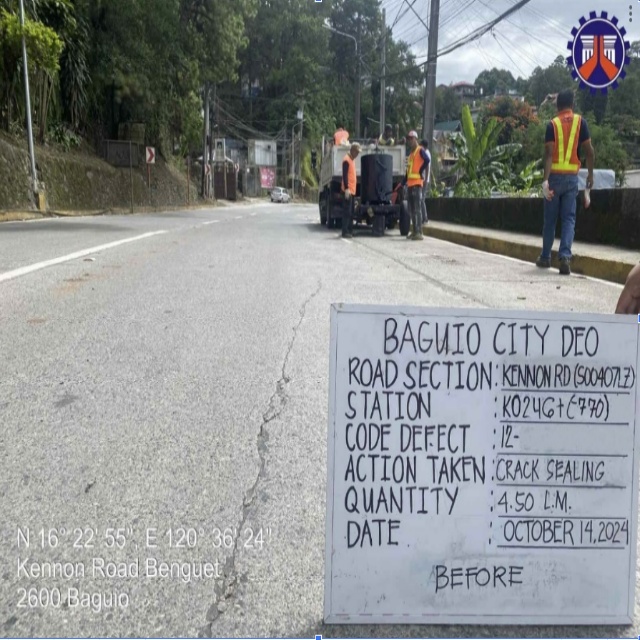 BAGUIO CITY DEO
ROAD SECTION: KENNON RD (S00407LZ)
STATION : K0246+(-770)
CODE DEFECT : 12-
ACTION TAKEN : CRACK SEALING
QUANTITY : 4.50 L.M.
DATE : OCTOBER 14, 2024
BEFORE
N 16° 22' 55", E 120° 36' 24"
Kennon Road Benguet
2600 Baguio